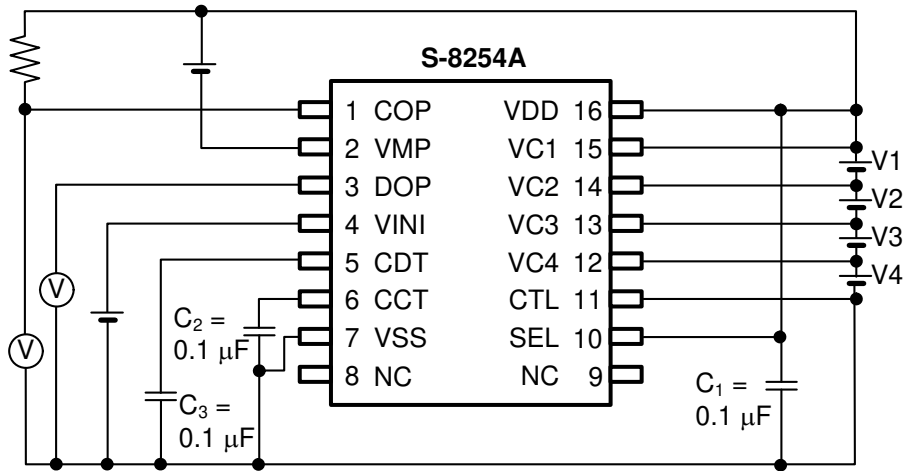 S-8254A
1 COP VDD 16
2 VMP VC1 15
3 DOP VC2 14
4 VINI VC3 13
5 CDT VC4 12
6 CCT CTL 11
7 VSS SEL 10
8 NC NC 9
V1
V2
V3
V4
V
V
C₂ =
0.1 μF
C₃ =
0.1 μF
C₁ =
0.1 μF